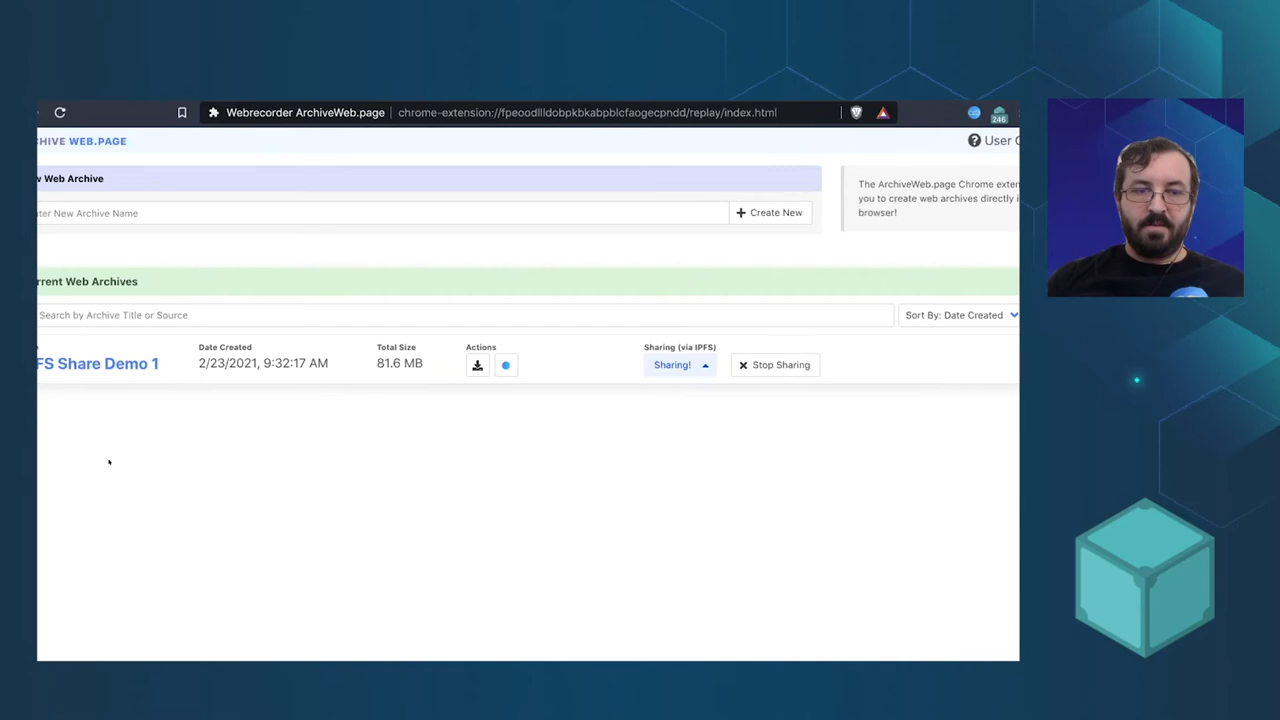 Webrecorder ArchiveWeb.page chrome-extension://fpeoodllldobpkbkabpblcfaogecpndd/replay/index.html
246
HIVE WEB.PAGE
User
Web Archive
The ArchiveWeb.page Chrome exten
you to create web archives directly i
browser!
ter New Archive Name
Create New
rrent Web Archives
Search by Archive Title or Source
Sort By: Date Created
Date Created Total Size Actions Sharing (via IPFS)
FS Share Demo 1 2/23/2021, 9:32:17 AM 81.6 MB Sharing! Stop Sharing